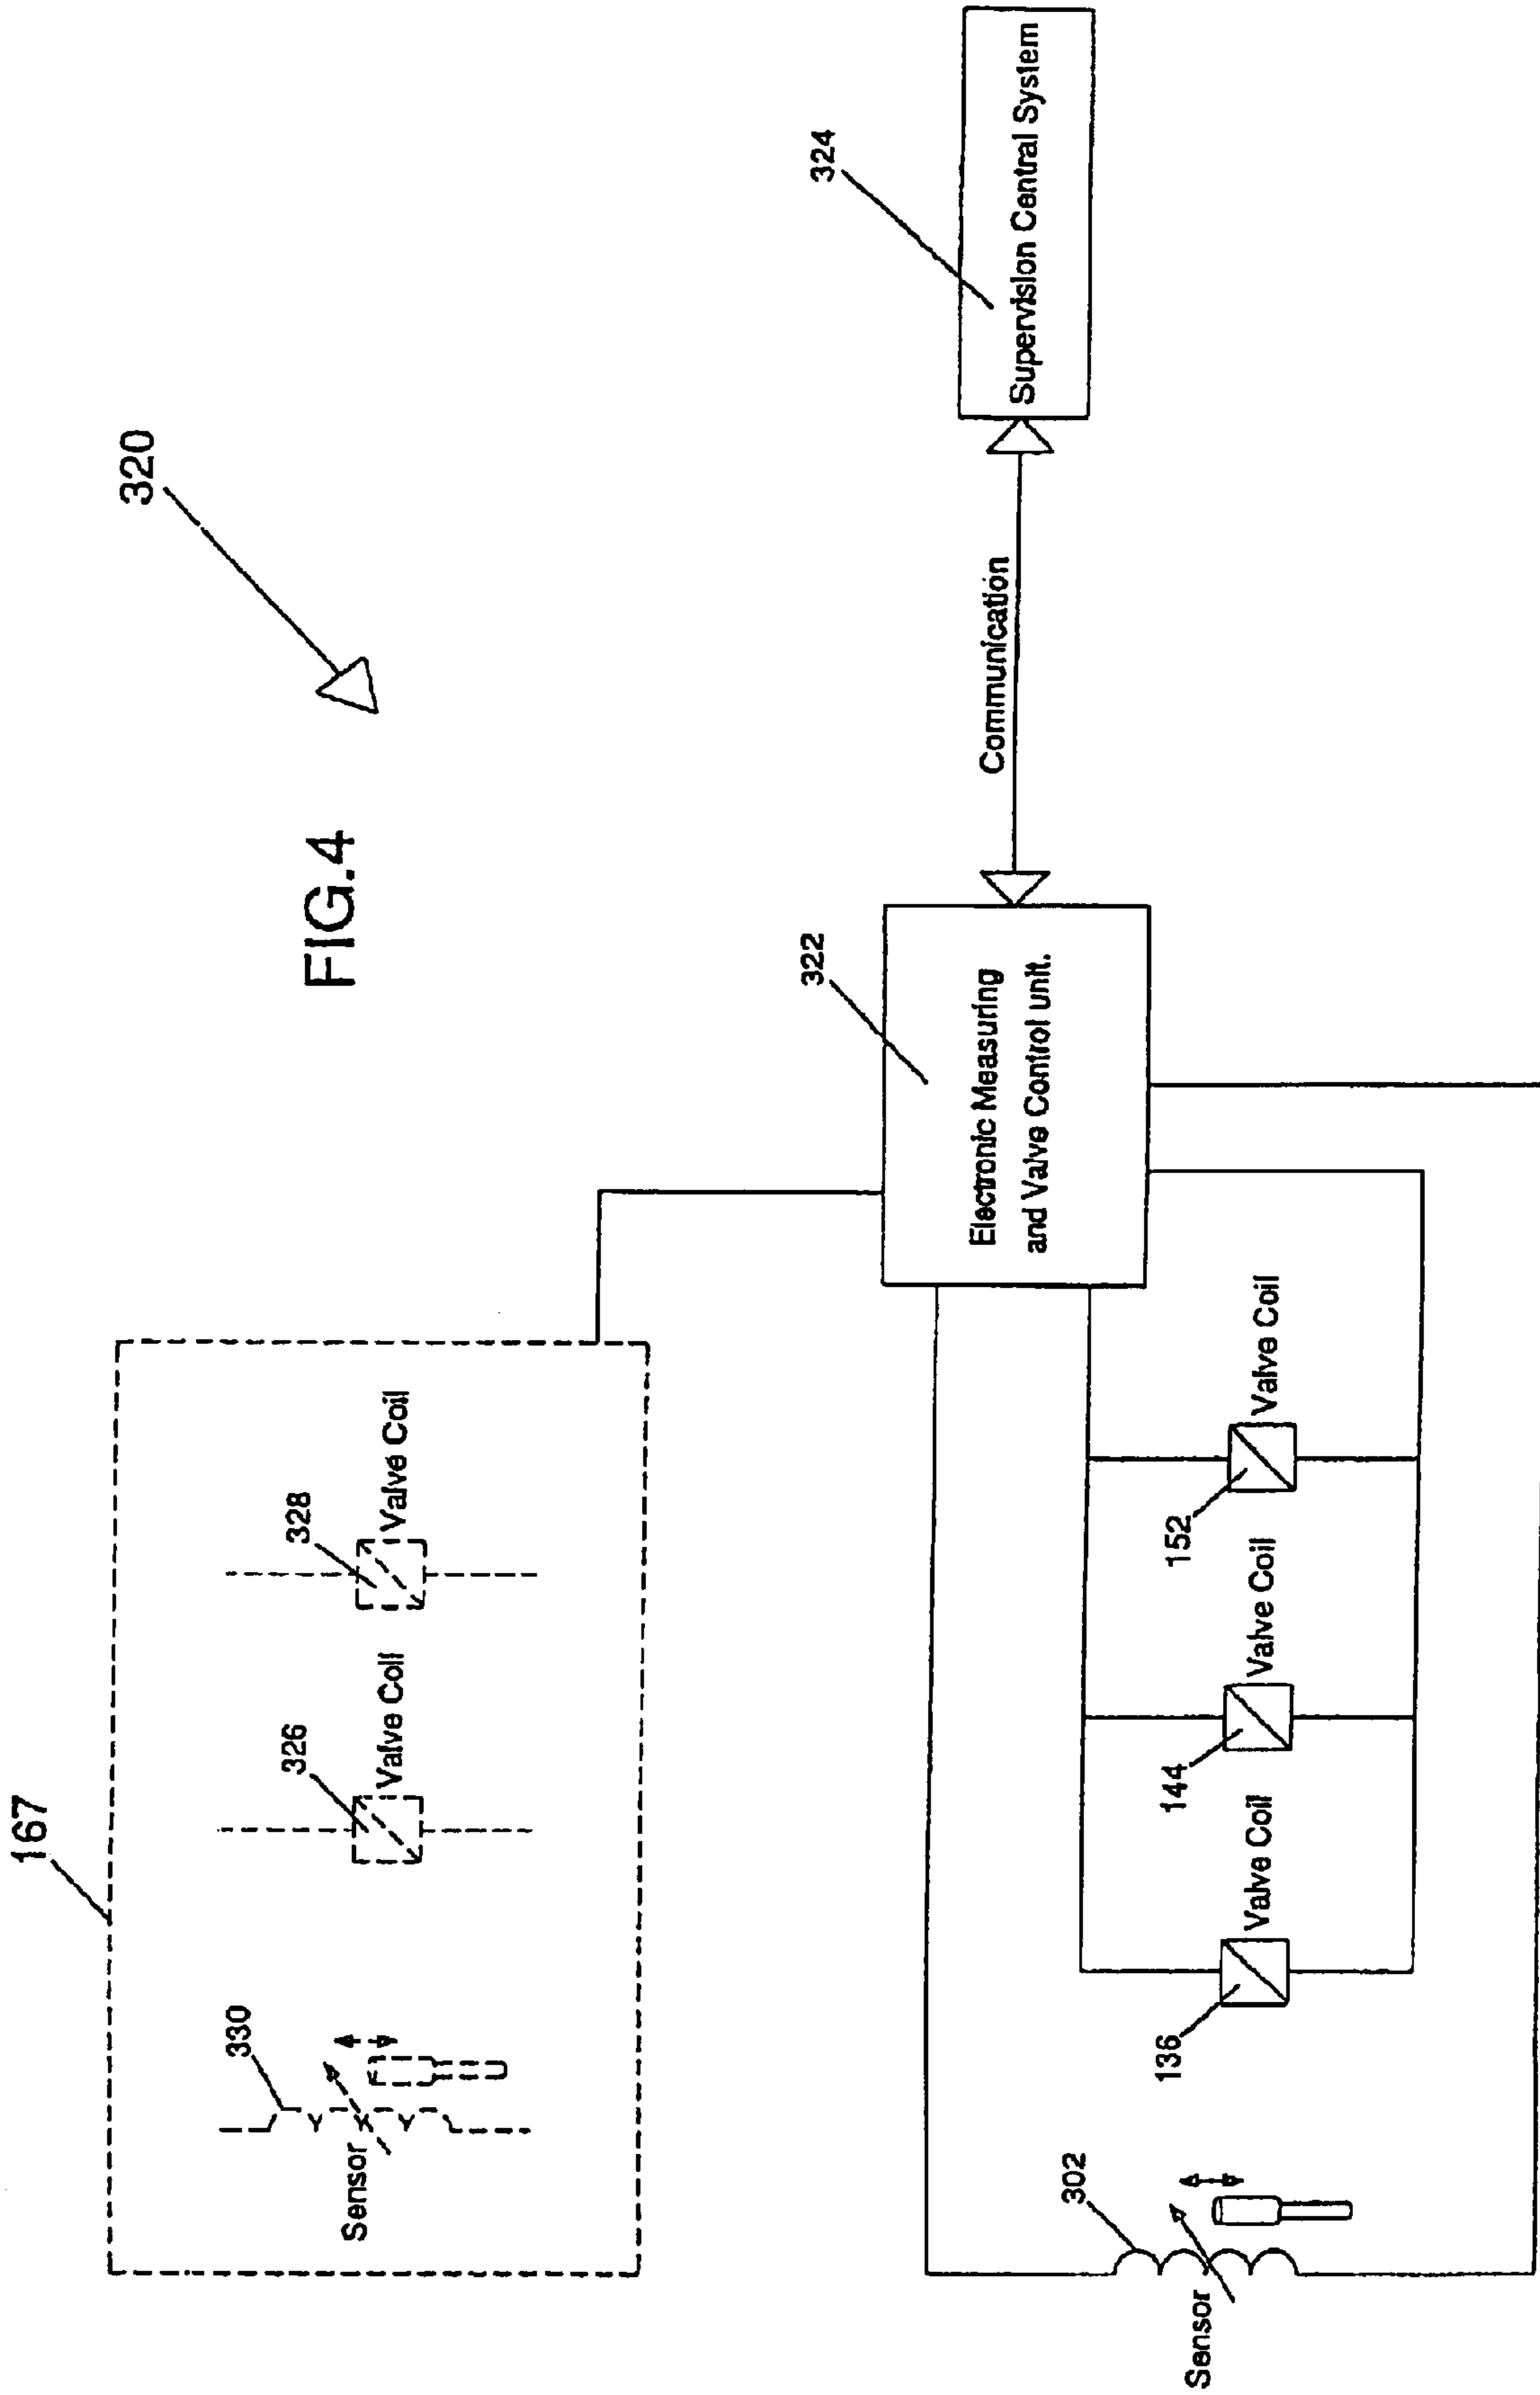 FIG.4
320
167
330
Sensor
326
Valve Coil
328
Valve Coil
322
Electronic Measuring
and Valve Control unit.
Communication
324
Supervision Central System
302
Sensor
136
Valve Coil
144
Valve Coil
152
Valve Coil